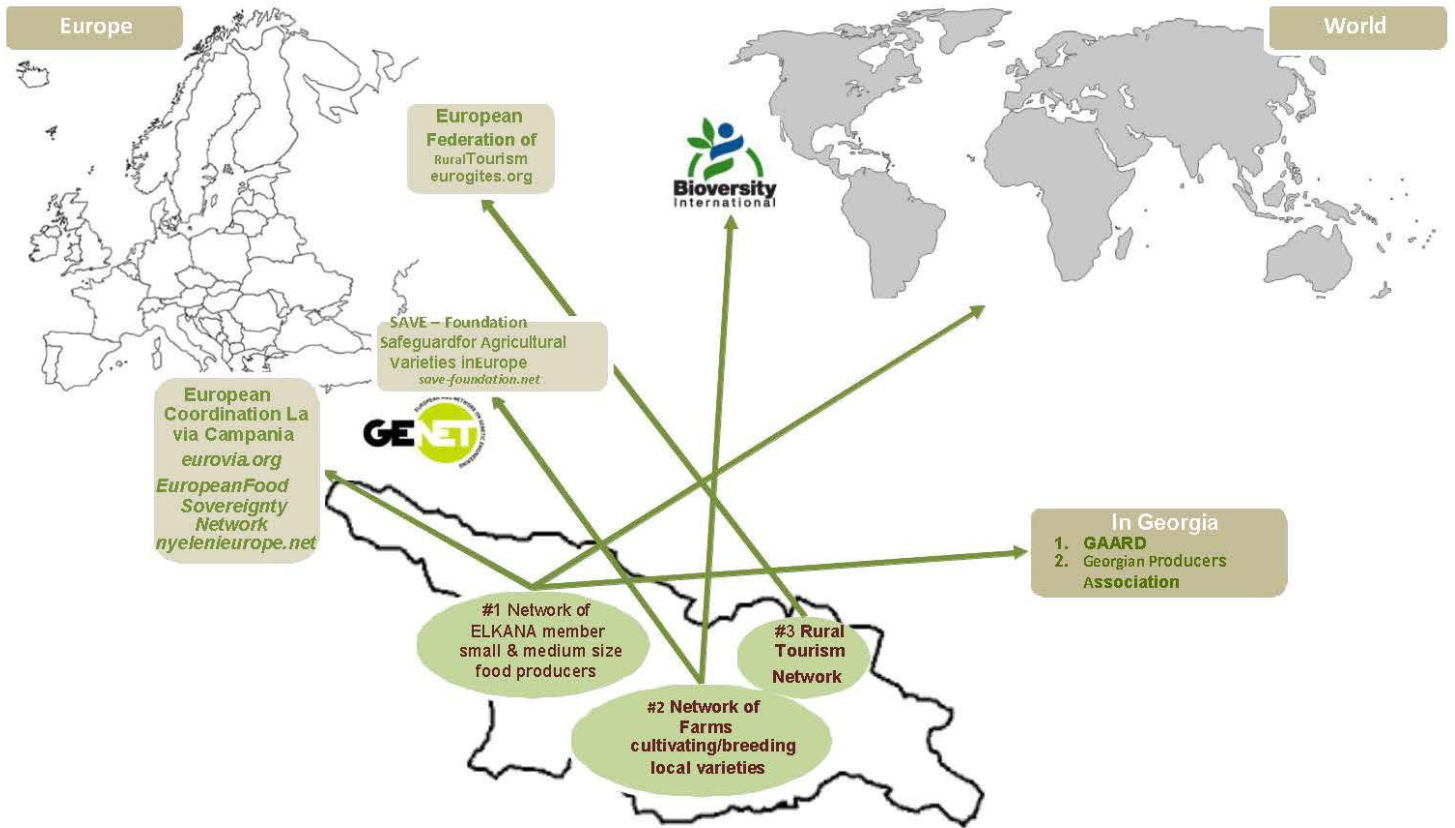 Europe
World
European
Federation of
RuralTourism
eurogites.org
Bioversity
International
SAVE – Foundation
Safeguardfor Agricultural
Varieties inEurope
save-foundation.net
European
Coordination La
via Campania
eurovia.org
EuropeanFood
Sovereignty
Network
nyelenieurope.net
GENET
In Georgia
1. GAARD
2. Georgian Producers
Association
#1 Network of
ELKANA member
small & medium size
food producers
#3 Rural
Tourism
Network
#2 Network of
Farms
cultivating/breeding
local varieties